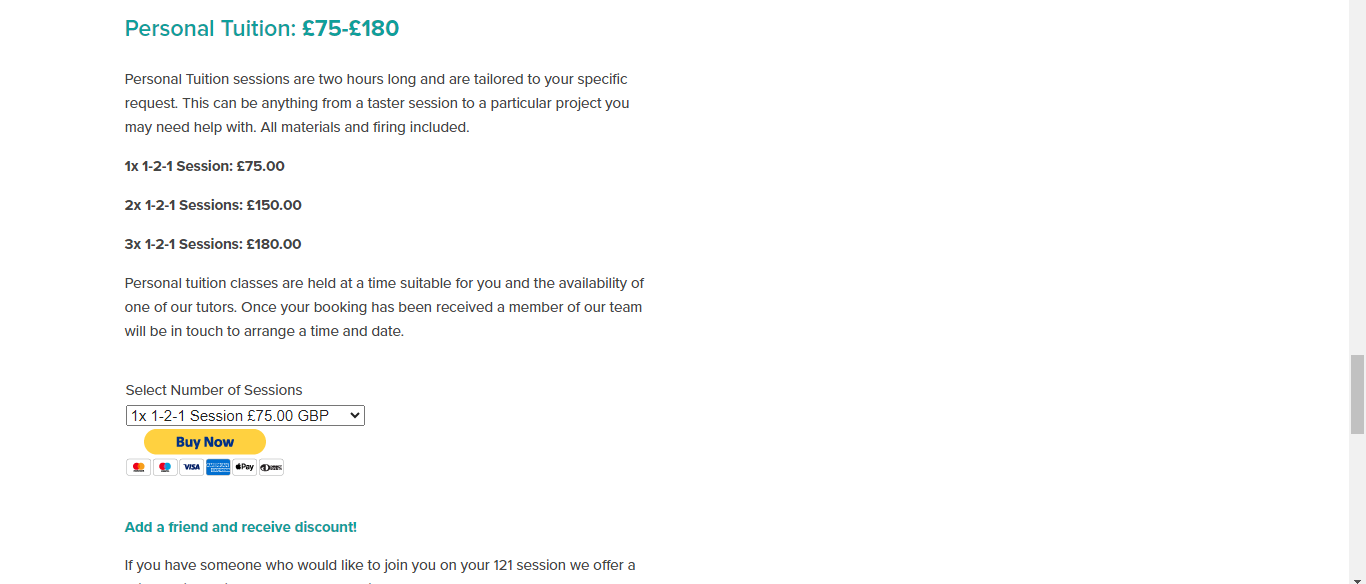 Personal Tuition: £75-£180
Personal Tuition sessions are two hours long and are tailored to your specific
request. This can be anything from a taster session to a particular project you
may need help with. All materials and firing included.
1x 1-2-1 Session: £75.00
2x 1-2-1 Sessions: £150.00
3x 1-2-1 Sessions: £180.00
Personal tuition classes are held at a time suitable for you and the availability of
one of our tutors. Once your booking has been received a member of our team
will be in touch to arrange a time and date.
Select Number of Sessions
1x 1-2-1 Session £75.00 GBP
Buy Now
VISA Pay
Add a friend and receive discount!
If you have someone who would like to join you on your 121 session we offer a